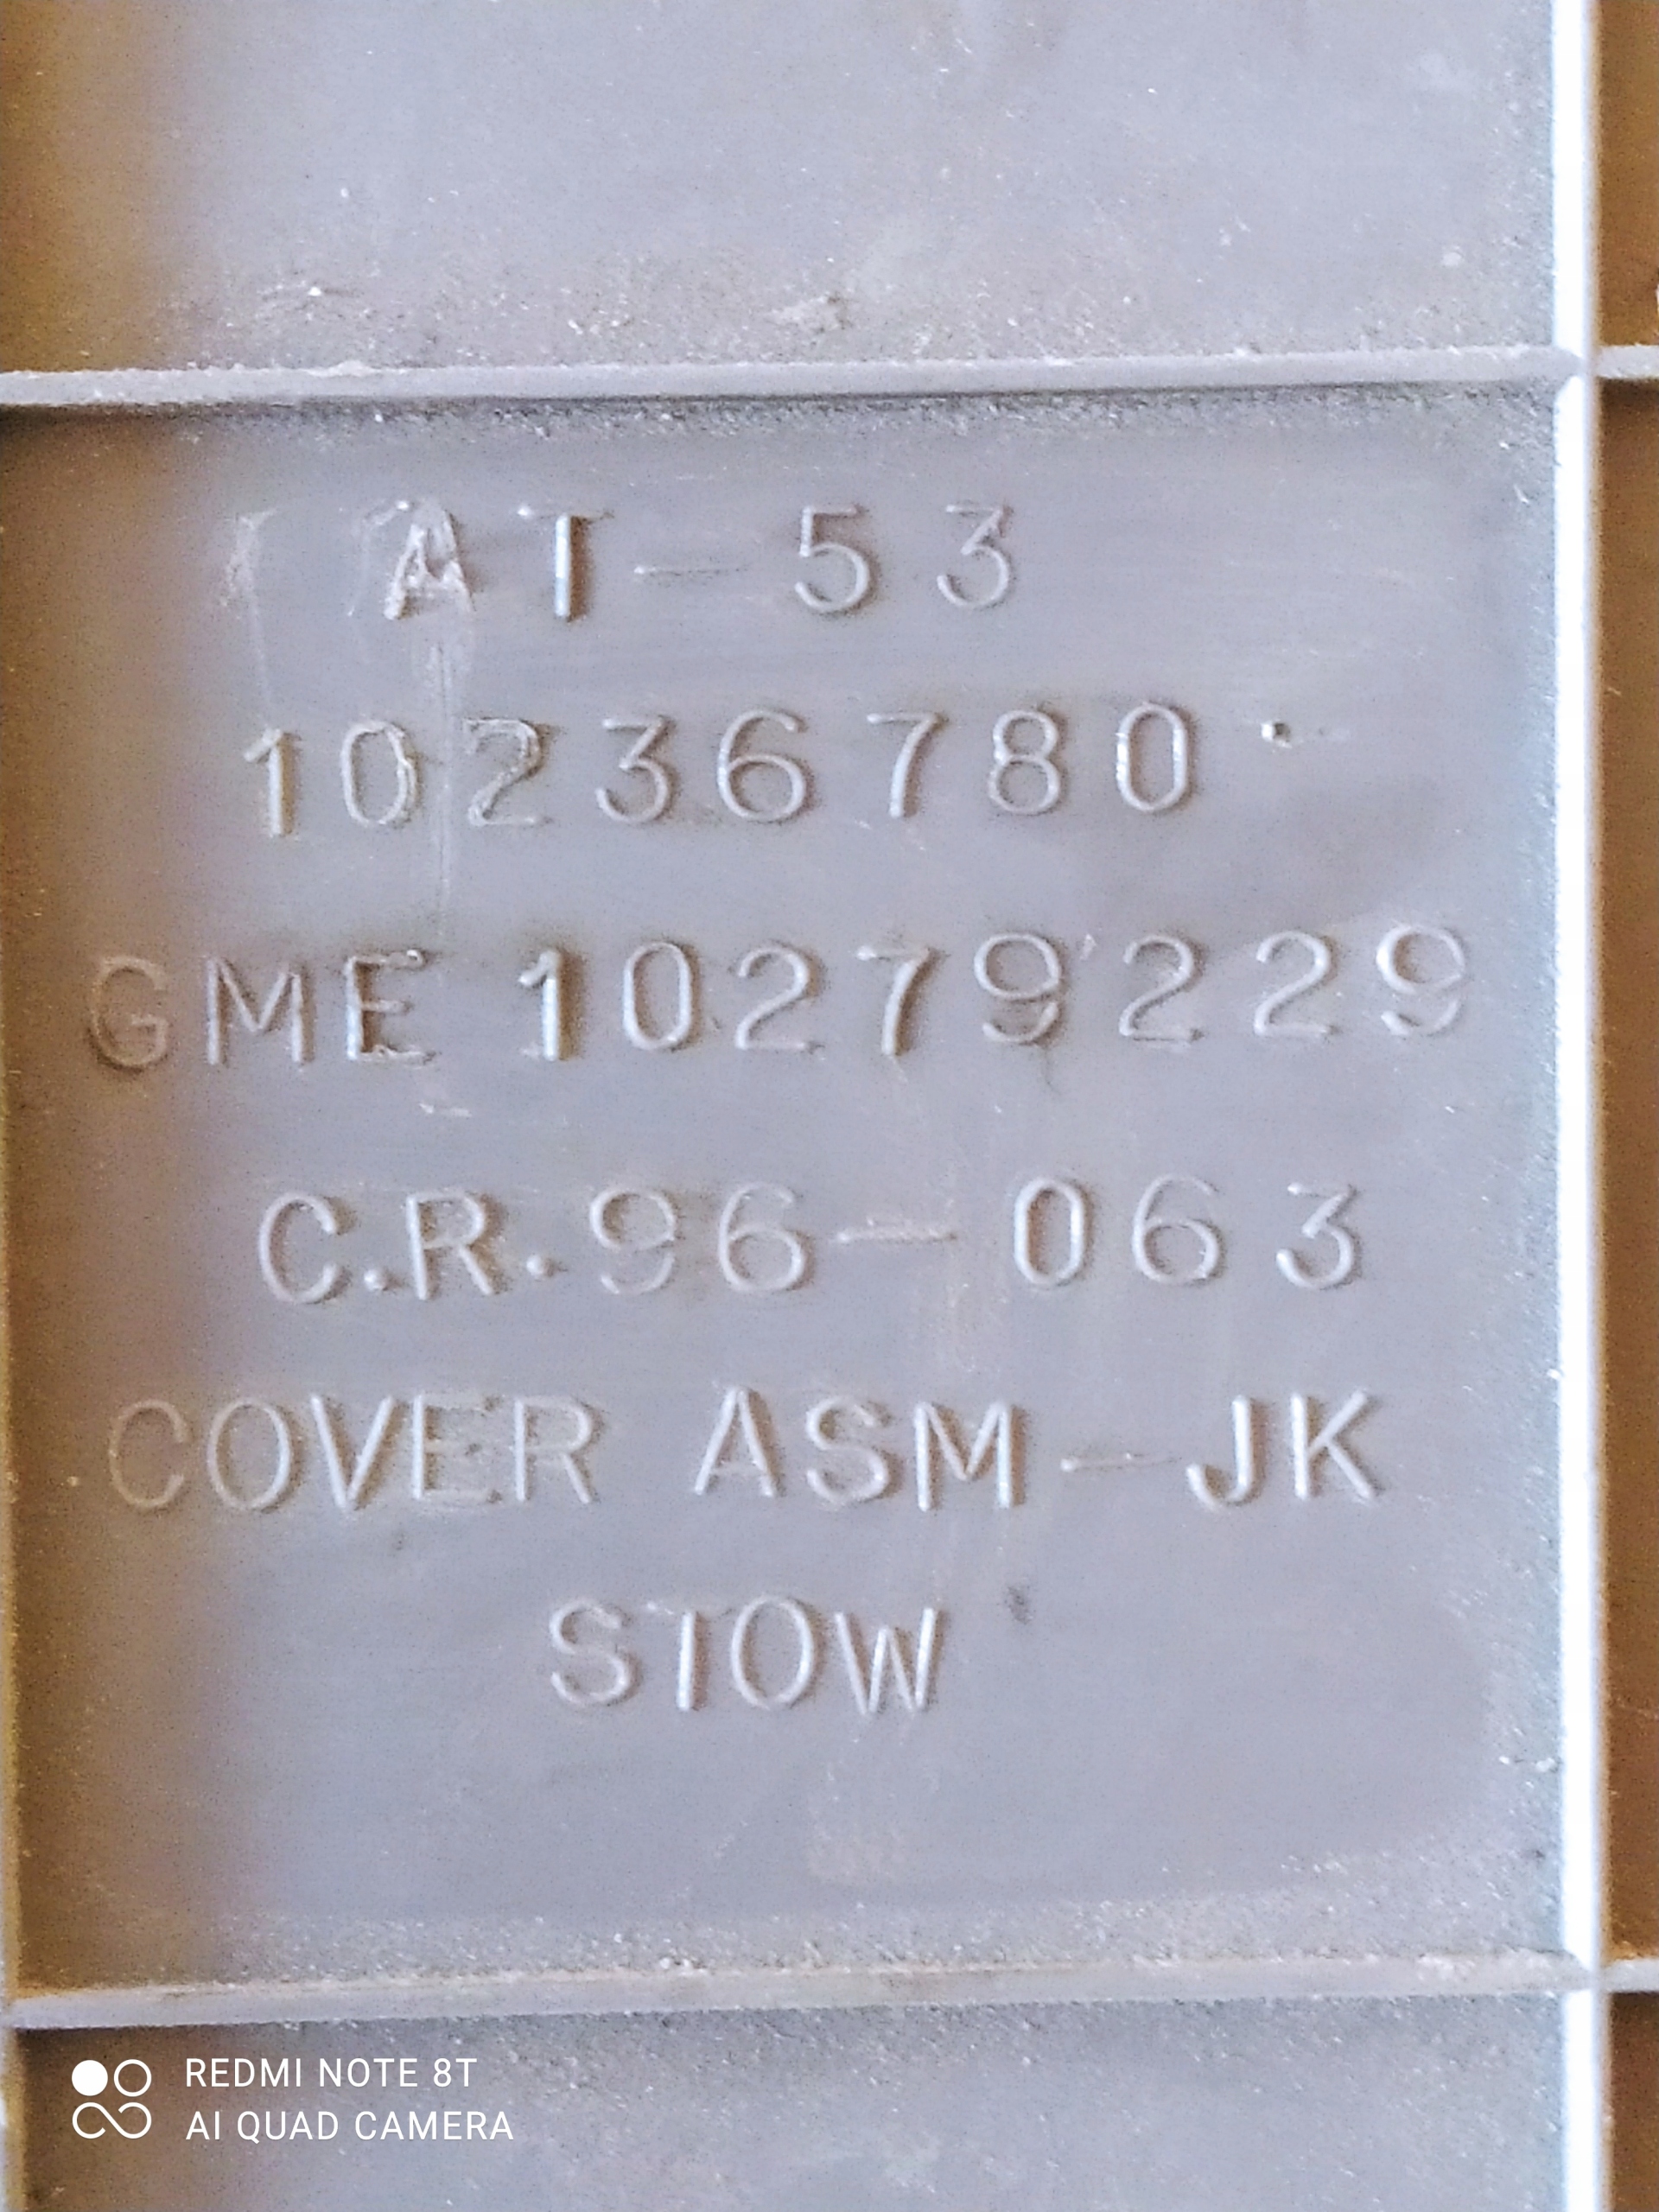 AT-53
10236780
GME 10279229
C.R.96-063
COVER ASM-JK
STOW
REDMI NOTE 8T
AI QUAD CAMERA